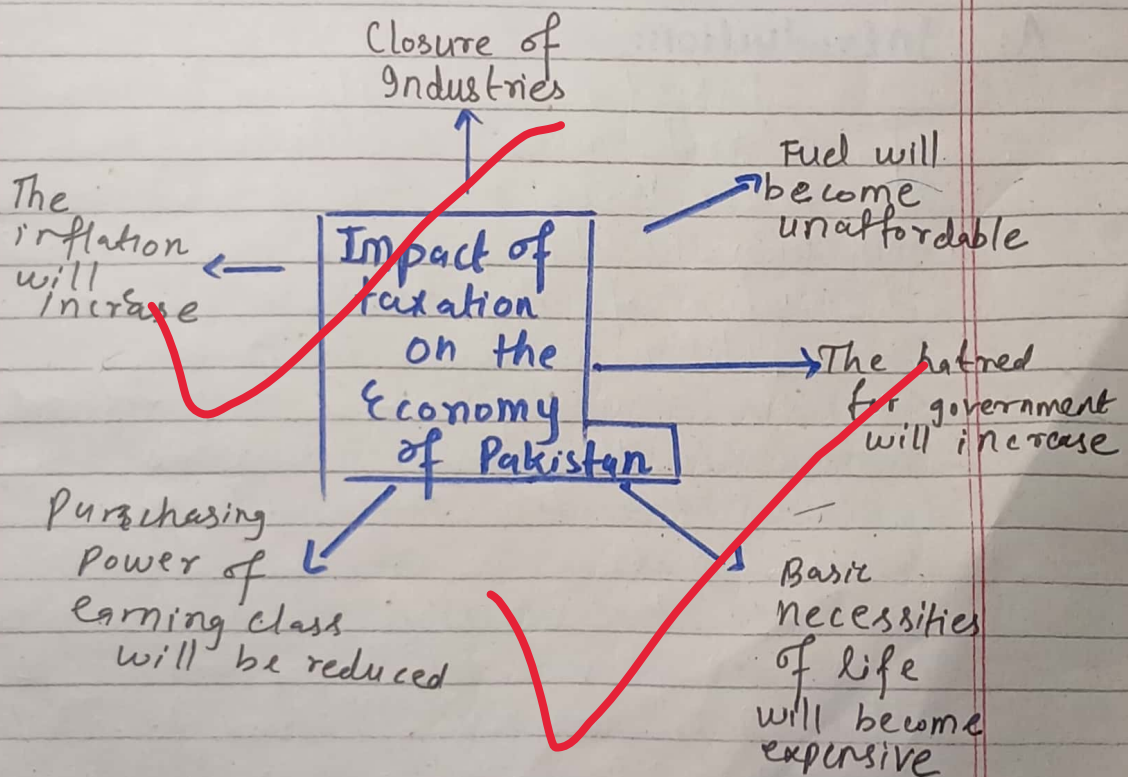 Closure of
Industries
Fuel will
become
unaffordable
The
inflation
will
increase
Impact of
taxation
on the
Economy
of Pakistan
The hatred
for government
will increase
Purchasing
Power of
earning class
will be reduced
Basic
necessities
of life
will become
expensive